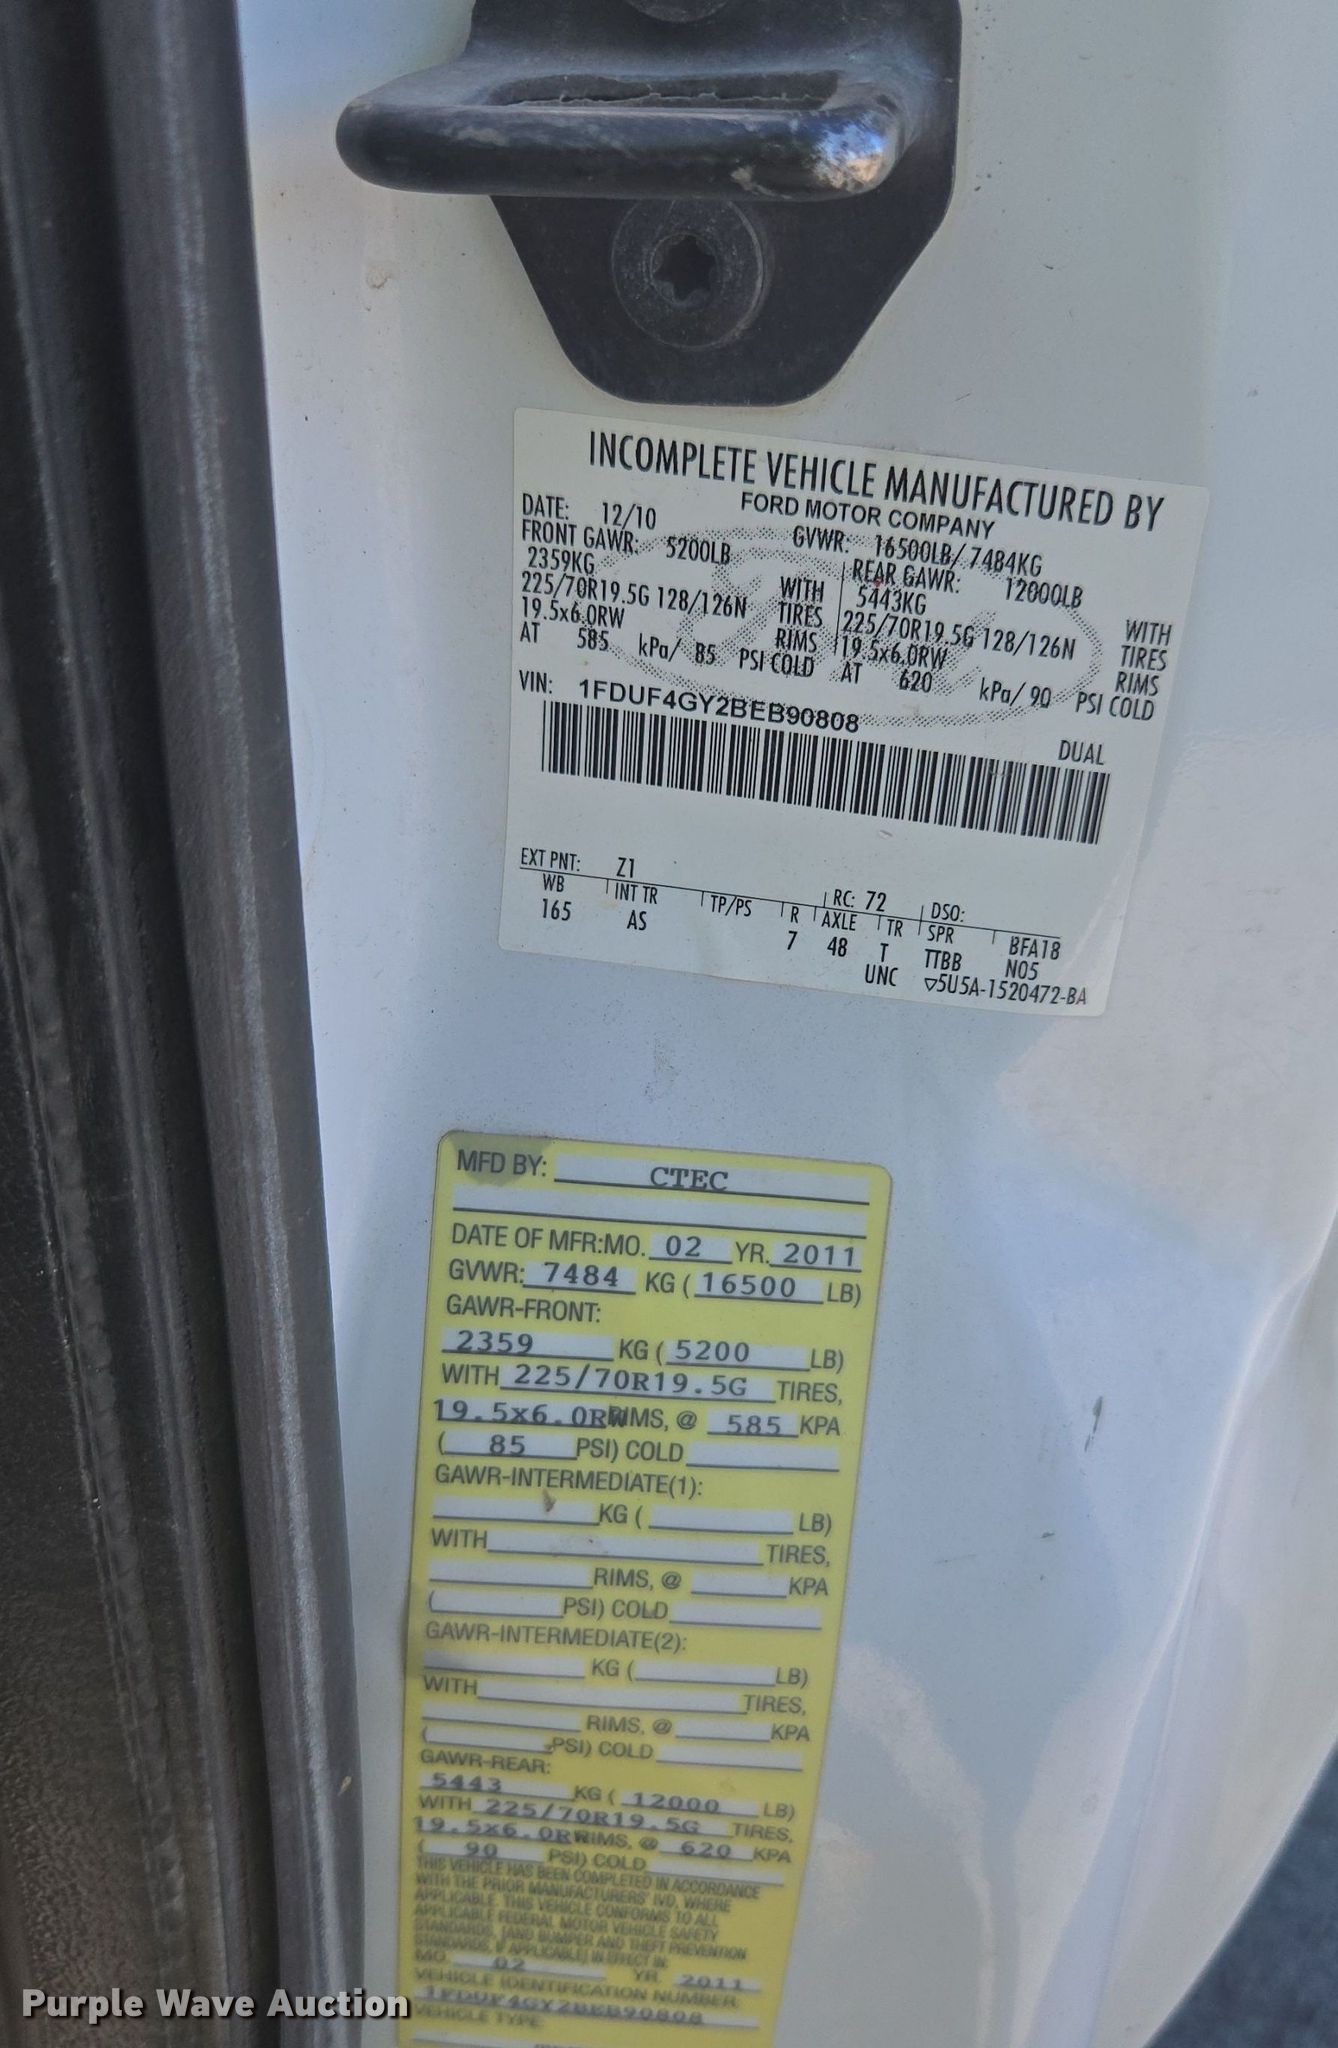 INCOMPLETE VEHICLE MANUFACTURED BY
FORD MOTOR COMPANY
DATE: 12/10 GVWR: 16500LB/ 7484KG
FRONT GAWR: 5200LB REAR GAWR: 12000LB
2359KG WITH 5443KG WITH
225/70R19.5G 128/126N TIRES 225/70R19.5G 128/126N TIRES
19.5x6.0RW RIMS 19.5x6.0RW RIMS
AT 585 kPa/ 85 PSI COLD AT 620 kPa/ 90 PSI COLD
VIN: 1FDUF4GY2BEB90808
DUAL
EXT PNT: Z1 RC: 72 DSO:
WB INT TR TP/PS R AXLE TR SPR BFA18
165 AS 7 48 T TTBB N05
UNC ▽5U5A-1520472-BA
MFD BY: CTEC
DATE OF MFR:MO. 02 YR. 2011
GVWR: 7484 KG ( 16500 LB)
GAWR-FRONT:
2359 KG ( 5200 LB)
WITH 225/70R19.5G TIRES,
19.5x6.0RW RIMS, @ 585 KPA
( 85 PSI) COLD
GAWR-INTERMEDIATE(1):
KG ( LB)
WITH TIRES,
RIMS, @ KPA
( PSI) COLD
GAWR-INTERMEDIATE(2):
KG ( LB)
WITH TIRES,
RIMS, @ KPA
( PSI) COLD
GAWR-REAR:
5443 KG ( 12000 LB)
WITH 225/70R19.5G TIRES,
19.5x6.0RW RIMS, @ 620 KPA
( 90 PSI) COLD
THIS VEHICLE HAS BEEN COMPLETED IN ACCORDANCE
WITH THE PRIOR MANUFACTURERS' IVD, WHERE
APPLICABLE. THIS VEHICLE CONFORMS TO ALL
APPLICABLE FEDERAL MOTOR VEHICLE SAFETY
STANDARDS, [AND BUMPER AND THEFT PREVENTION
STANDARDS, IF APPLICABLE] IN EFFECT IN:
MO. 02 YR. 2011
VEHICLE IDENTIFICATION NUMBER:
1FDUF4GY2BEB90808
VEHICLE TYPE:
Purple Wave Auction